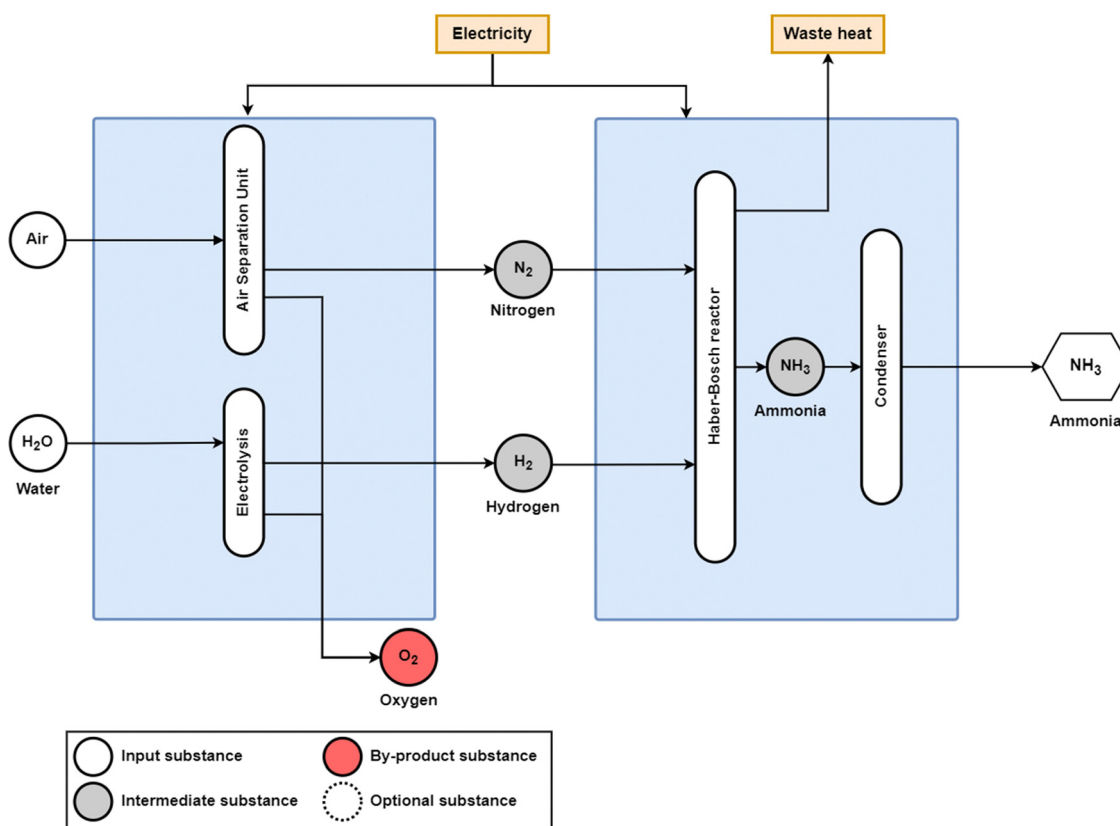 Electricity
Waste heat
Air Separation Unit
Air
N₂
Nitrogen
Haber-Bosch reactor
Condenser
NH₃
Ammonia
NH₃
Ammonia
H₂O
Water
Electrolysis
H₂
Hydrogen
O₂
Oxygen
Input substance
By-product substance
Intermediate substance
Optional substance